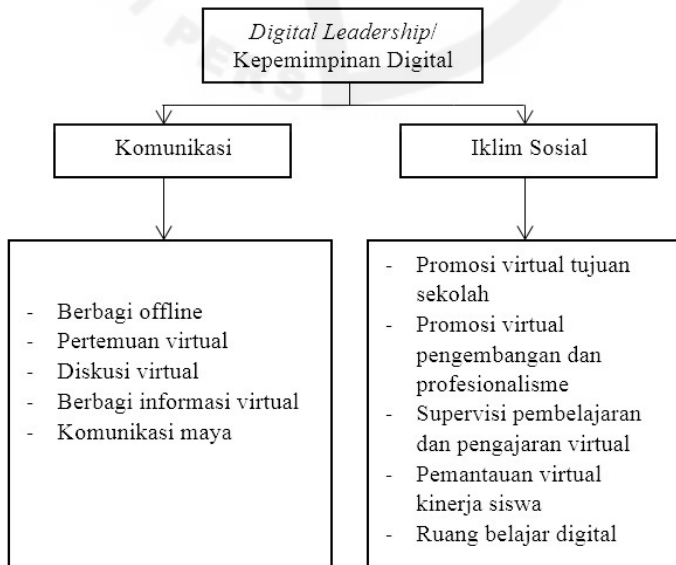 Digital Leadership/
Kepemimpinan Digital
Komunikasi
Iklim Sosial
- Berbagi offline
- Pertemuan virtual
- Diskusi virtual
- Berbagi informasi virtual
- Komunikasi maya
- Promosi virtual tujuan
sekolah
- Promosi virtual
pengembangan dan
profesionalisme
- Supervisi pembelajaran
dan pengajaran virtual
- Pemantauan virtual
kinerja siswa
- Ruang belajar digital